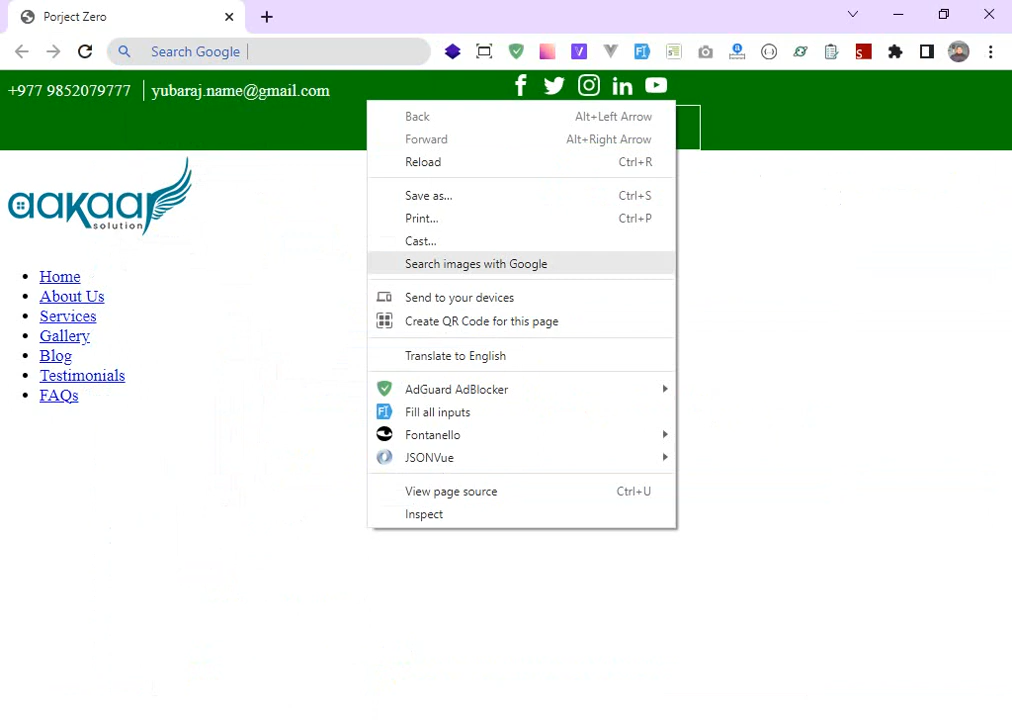 Porject Zero
Search Google
+977 9852079777 yubaraj.name@gmail.com
Back Alt+Left Arrow
Forward Alt+Right Arrow
Reload Ctrl+R
Save as... Ctrl+S
Print... Ctrl+P
Cast...
Search images with Google
Send to your devices
Create QR Code for this page
Translate to English
AdGuard AdBlocker
Fill all inputs
Fontanello
JSONVue
View page source Ctrl+U
Inspect
aakaar
solution
Home
About Us
Services
Gallery
Blog
Testimonials
FAQs